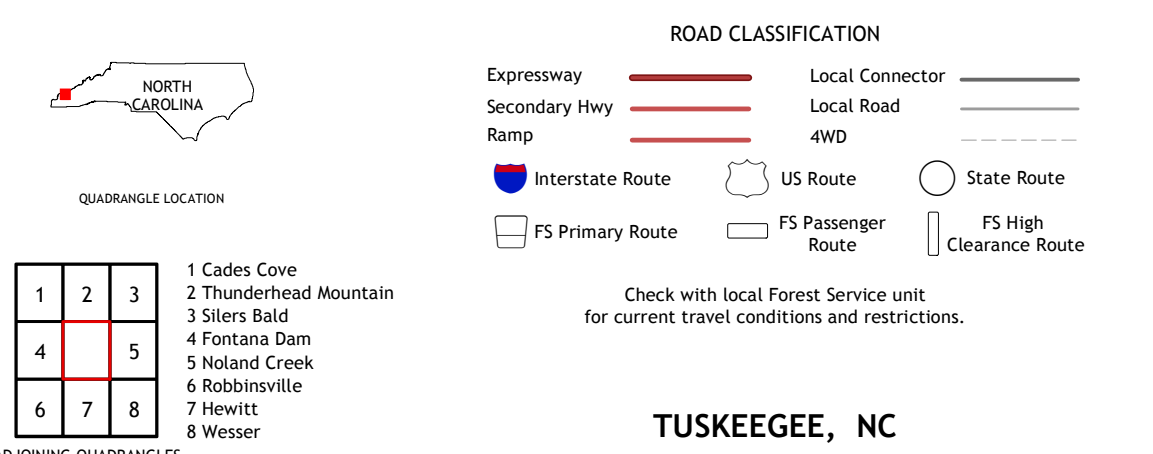 NORTH
CAROLINA
QUADRANGLE LOCATION
1
2
3
4
5
6
7
8
1 Cades Cove
2 Thunderhead Mountain
3 Silers Bald
4 Fontana Dam
5 Noland Creek
6 Robbinsville
7 Hewitt
8 Wesser
QUADRANGLES
ROAD CLASSIFICATION
Expressway
Local Connector
Secondary Hwy
Local Road
Ramp
4WD
Interstate Route
US Route
State Route
FS Primary Route
FS Passenger
Route
FS High
Clearance Route
Check with local Forest Service unit
for current travel conditions and restrictions.
TUSKEEGEE, NC